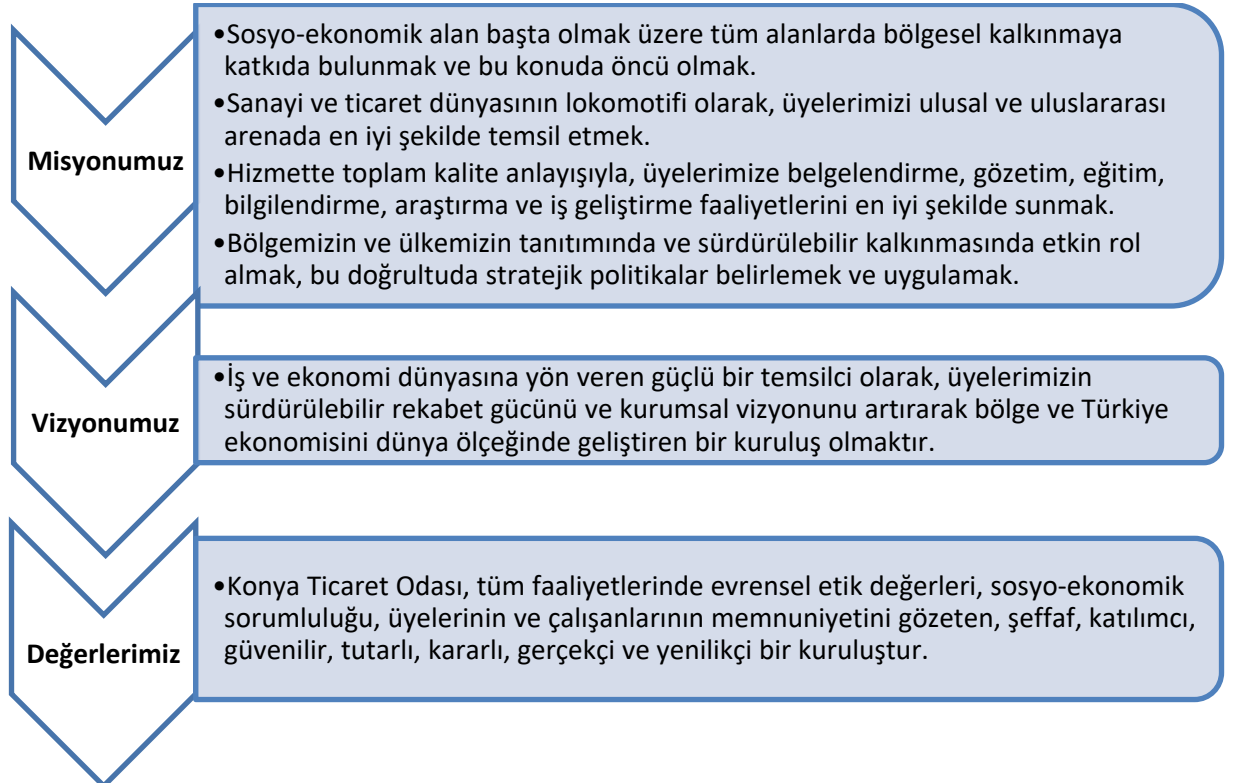 Misyonumuz
•Sosyo-ekonomik alan başta olmak üzere tüm alanlarda bölgesel kalkınmaya
katkıda bulunmak ve bu konuda öncü olmak.
•Sanayi ve ticaret dünyasının lokomotifi olarak, üyelerimizi ulusal ve uluslararası
arenada en iyi şekilde temsil etmek.
•Hizmette toplam kalite anlayışıyla, üyelerimize belgelendirme, gözetim, eğitim,
bilgilendirme, araştırma ve iş geliştirme faaliyetlerini en iyi şekilde sunmak.
•Bölgemizin ve ülkemizin tanıtımında ve sürdürülebilir kalkınmasında etkin rol
almak, bu doğrultuda stratejik politikalar belirlemek ve uygulamak.
Vizyonumuz
•İş ve ekonomi dünyasına yön veren güçlü bir temsilci olarak, üyelerimizin
sürdürülebilir rekabet gücünü ve kurumsal vizyonunu artırarak bölge ve Türkiye
ekonomisini dünya ölçeğinde geliştiren bir kuruluş olmaktır.
Değerlerimiz
•Konya Ticaret Odası, tüm faaliyetlerinde evrensel etik değerleri, sosyo-ekonomik
sorumluluğu, üyelerinin ve çalışanlarının memnuniyetini gözeten, şeffaf, katılımcı,
güvenilir, tutarlı, kararlı, gerçekçi ve yenilikçi bir kuruluştur.